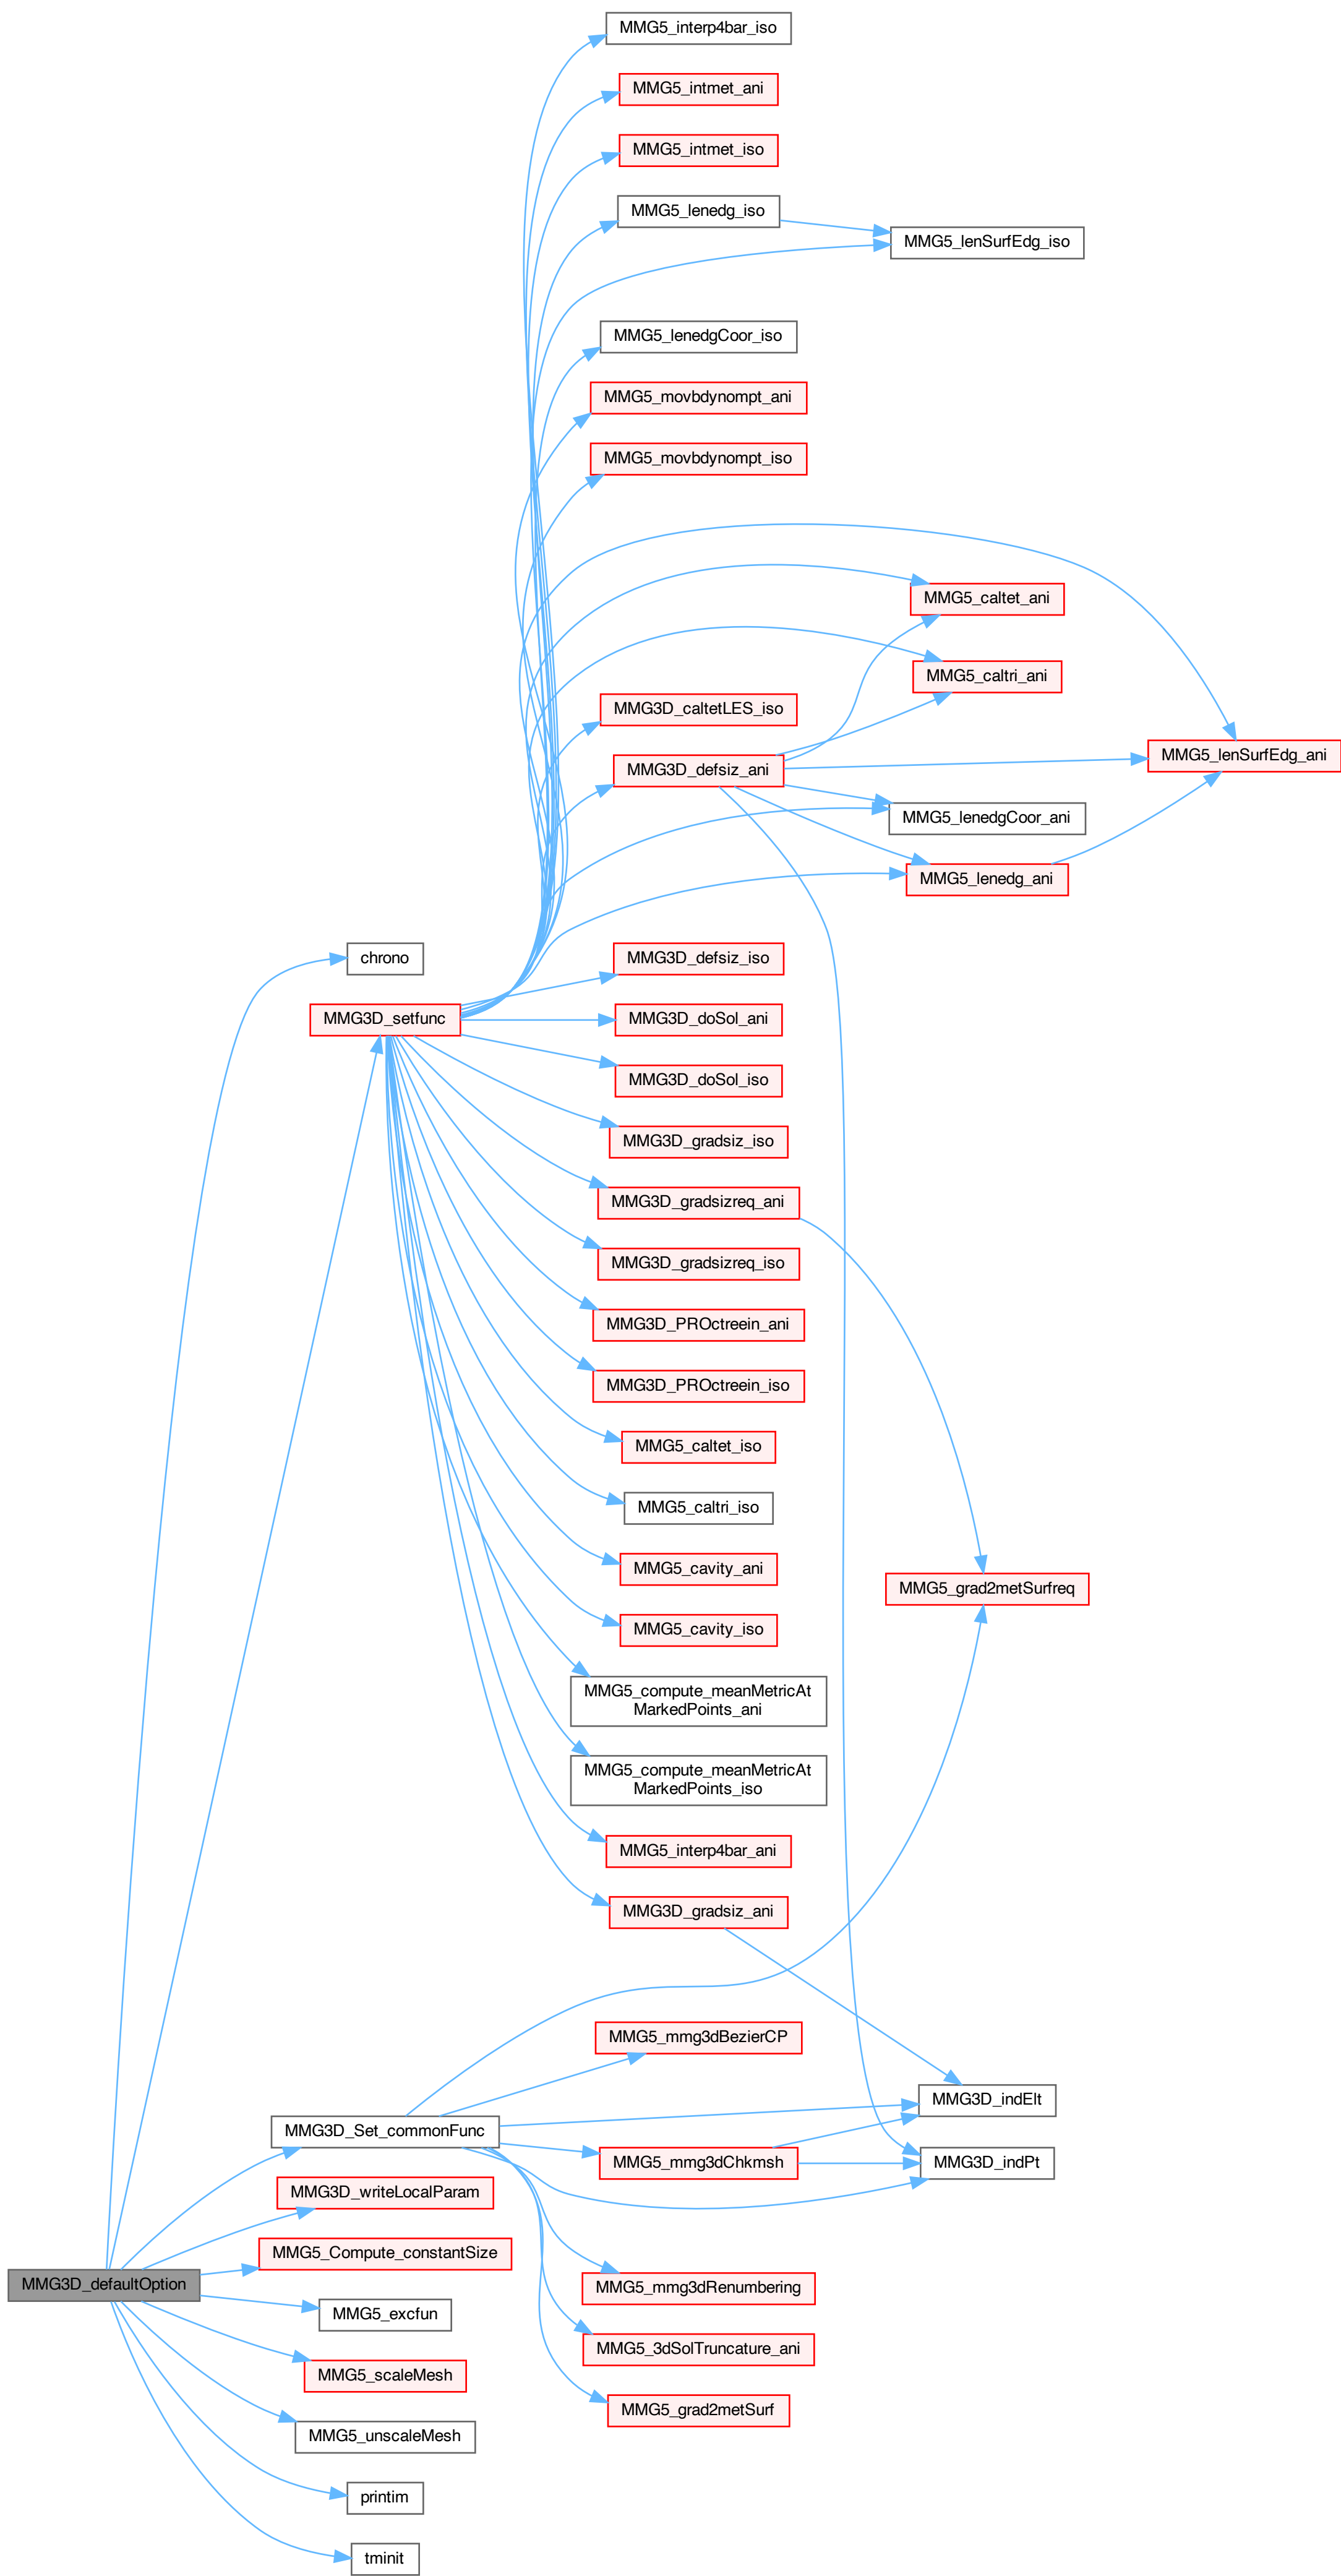 MMG5_interp4bar_iso
MMG5_intmet_ani
MMG5_intmet_iso
MMG5_lenedg_iso
MMG5_lenSurfEdg_iso
MMG5_lenedgCoor_iso
MMG5_movbdynompt_ani
MMG5_movbdynompt_iso
MMG5_caltet_ani
MMG5_caltri_ani
MMG3D_caltetLES_iso
MMG5_lenSurfEdg_ani
MMG3D_defsiz_ani
MMG5_lenedgCoor_ani
MMG5_lenedg_ani
chrono
MMG3D_defsiz_iso
MMG3D_setfunc
MMG3D_doSol_ani
MMG3D_doSol_iso
MMG3D_gradsiz_iso
MMG3D_gradsizreq_ani
MMG3D_gradsizreq_iso
MMG3D_PROctreein_ani
MMG3D_PROctreein_iso
MMG5_caltet_iso
MMG5_caltri_iso
MMG5_cavity_ani
MMG5_grad2metSurfreq
MMG5_cavity_iso
MMG5_compute_meanMetricAt
MarkedPoints_ani
MMG5_compute_meanMetricAt
MarkedPoints_iso
MMG5_interp4bar_ani
MMG3D_gradsiz_ani
MMG5_mmg3dBezierCP
MMG3D_indElt
MMG3D_Set_commonFunc
MMG5_mmg3dChkmsh
MMG3D_indPt
MMG3D_writeLocalParam
MMG5_Compute_constantSize
MMG3D_defaultOption
MMG5_mmg3dRenumbering
MMG5_excfun
MMG5_3dSolTruncature_ani
MMG5_scaleMesh
MMG5_grad2metSurf
MMG5_unscaleMesh
printim
tminit